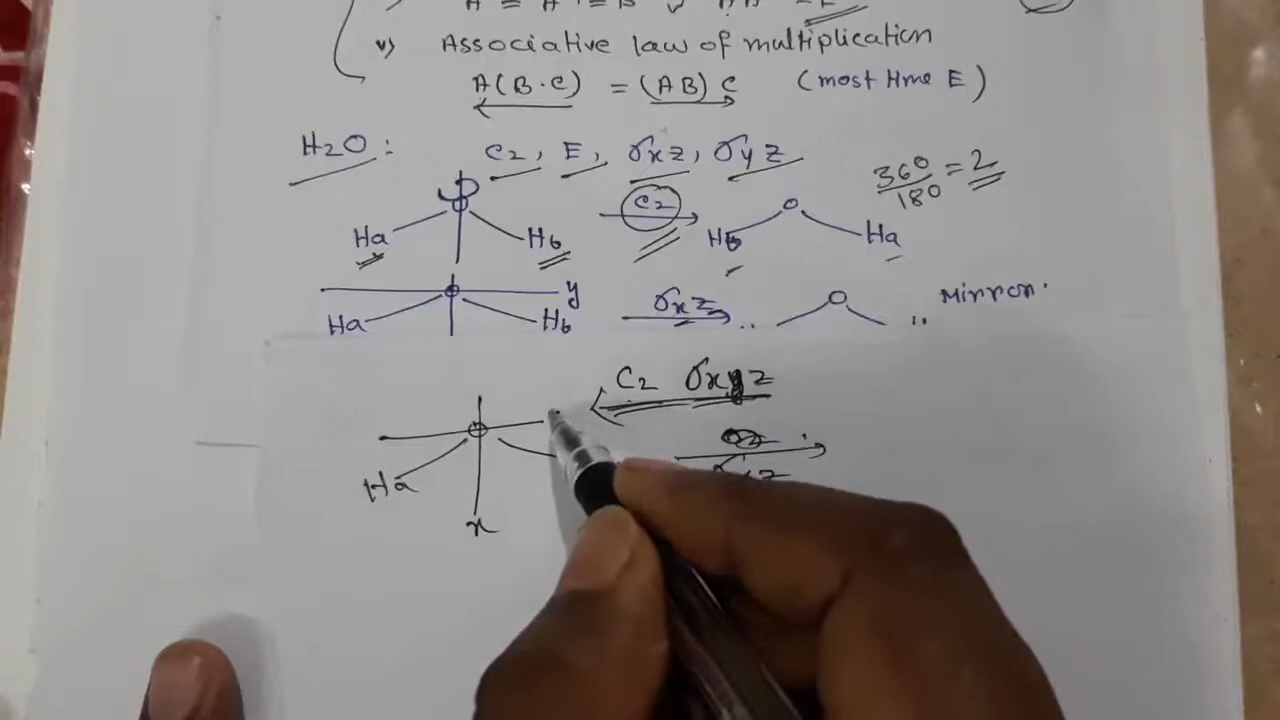 v) Associative law of multiplication
A(B·C) = (AB) C (most time E)
H2O : C2, E, σxz, σyz
360/180 = 2
Ha Hb C2 Hb Ha
y
Ha Hb σxz .. .. Mirror.
C2 σxyz
Ha
x